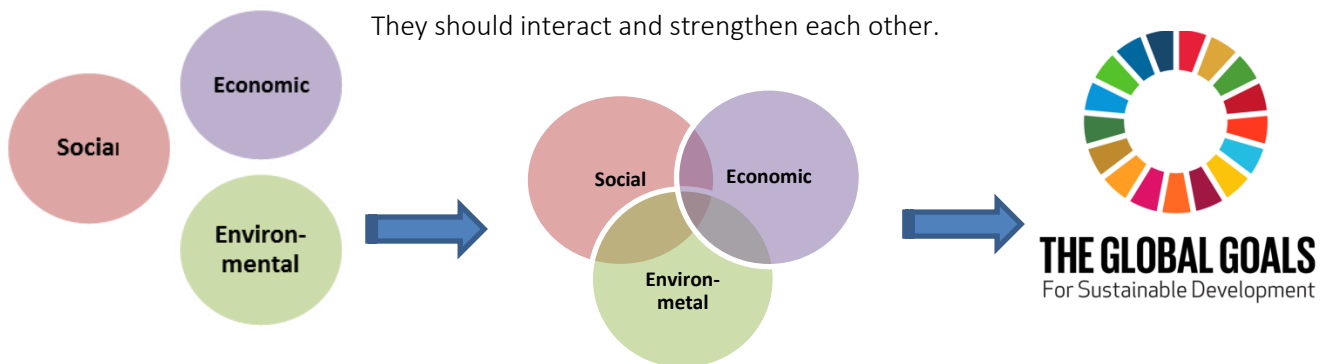 They should interact and strengthen each other.
Social
Economic
Environ-
mental
Social
Economic
Environ-
metal
THE GLOBAL GOALS
For Sustainable Development